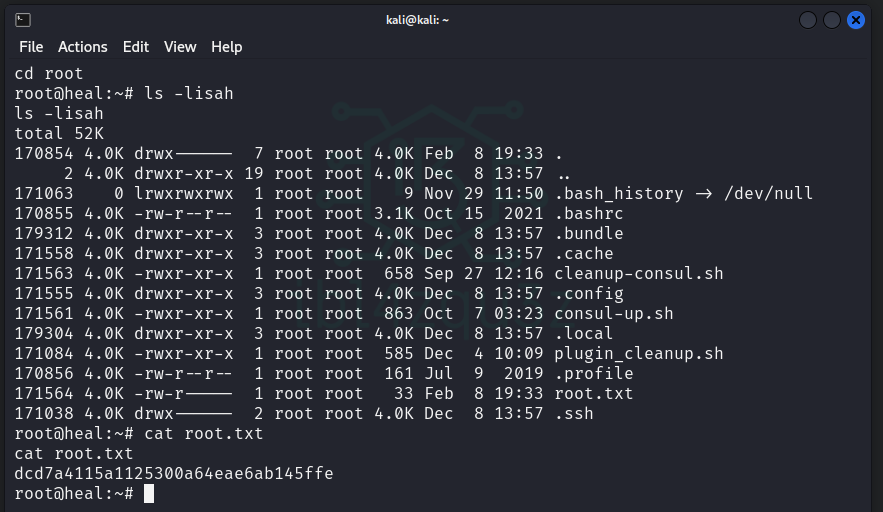 kali@kali: ~
File Actions Edit View Help
cd root
root@heal:~# ls -lisah
ls -lisah
total 52K
170854 4.0K drwx------  7 root root 4.0K Feb  8 19:33 .
     2 4.0K drwxr-xr-x 19 root root 4.0K Dec  8 13:57 ..
171063    0 lrwxrwxrwx  1 root root    9 Nov 29 11:50 .bash_history -> /dev/null
170855 4.0K -rw-r--r--  1 root root 3.1K Oct 15  2021 .bashrc
179312 4.0K drwxr-xr-x  3 root root 4.0K Dec  8 13:57 .bundle
171558 4.0K drwxr-xr-x  3 root root 4.0K Dec  8 13:57 .cache
171563 4.0K -rwxr-xr-x  1 root root  658 Sep 27 12:16 cleanup-consul.sh
171555 4.0K drwxr-xr-x  3 root root 4.0K Dec  8 13:57 .config
171561 4.0K -rwxr-xr-x  1 root root  863 Oct  7 03:23 consul-up.sh
179304 4.0K drwxr-xr-x  3 root root 4.0K Dec  8 13:57 .local
171084 4.0K -rwxr-xr-x  1 root root  585 Dec  4 10:09 plugin_cleanup.sh
170856 4.0K -rw-r--r--  1 root root  161 Jul  9  2019 .profile
171564 4.0K -rw-r-----  1 root root   33 Feb  8 19:33 root.txt
171038 4.0K drwx------  2 root root 4.0K Dec  8 13:57 .ssh
root@heal:~# cat root.txt
cat root.txt
dcd7a4115a1125300a64eae6ab145ffe
root@heal:~#